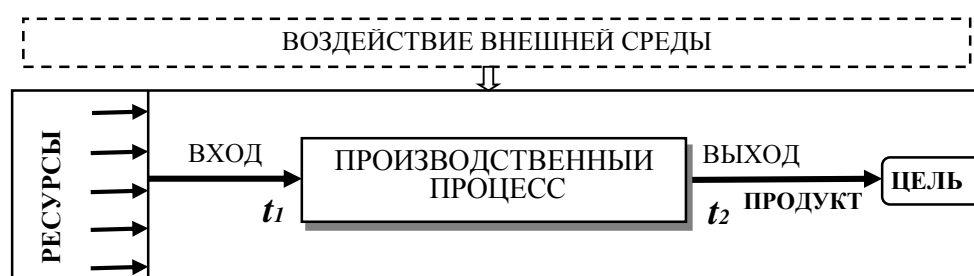 ВОЗДЕЙСТВИЕ ВНЕШНЕЙ СРЕДЫ
РЕСУРСЫ
ВХОД
t1
ПРОИЗВОДСТВЕННЫЙ
ПРОЦЕСС
ВЫХОД
t2
ПРОДУКТ
ЦЕЛЬ